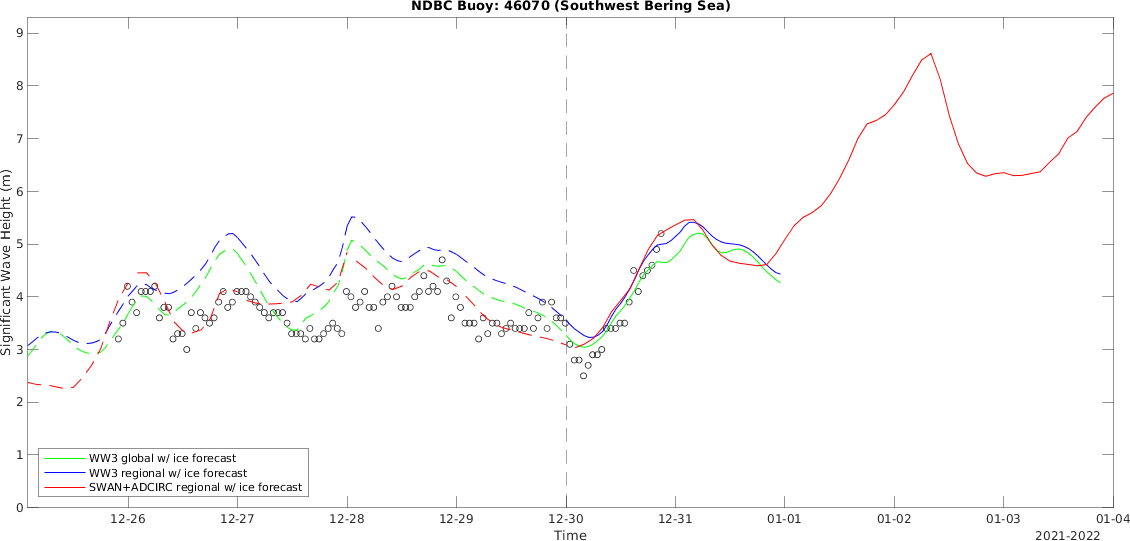 NDBC Buoy: 46070 (Southwest Bering Sea)
Significant Wave Height (m)
9
8
7
6
5
4
3
2
1
0
WW3 global w/ ice forecast
WW3 regional w/ ice forecast
SWAN+ADCIRC regional w/ ice forecast
12-26 12-27 12-28 12-29 12-30 12-31 01-01 01-02 01-03 01-04
Time
2021-2022